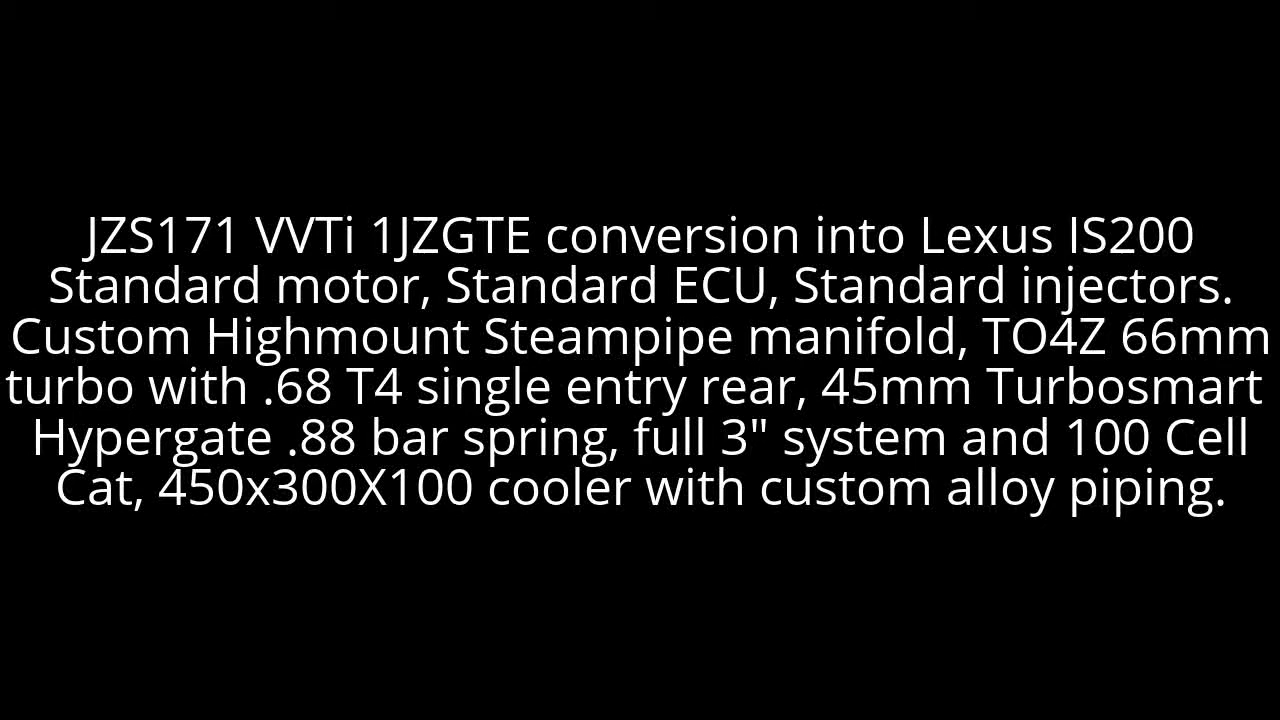 JZS171 VVTi 1JZGTE conversion into Lexus IS200
Standard motor, Standard ECU, Standard injectors.
Custom Highmount Steampipe manifold, TO4Z 66mm
turbo with .68 T4 single entry rear, 45mm Turbosmart
Hypergate .88 bar spring, full 3" system and 100 Cell
Cat, 450x300X100 cooler with custom alloy piping.